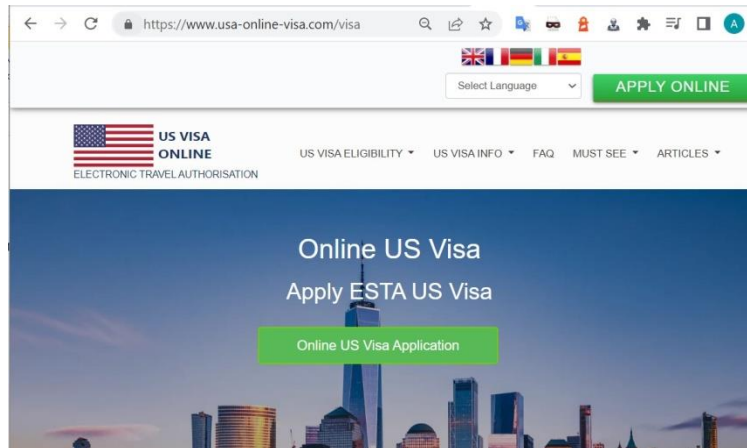 https://www.usa-online-visa.com/visa
A
Select Language
APPLY ONLINE
US VISA
ONLINE
ELECTRONIC TRAVEL AUTHORISATION
US VISA ELIGIBILITY
US VISA INFO
FAQ
MUST SEE
ARTICLES
Online US Visa
Apply ESTA US Visa
Online US Visa Application